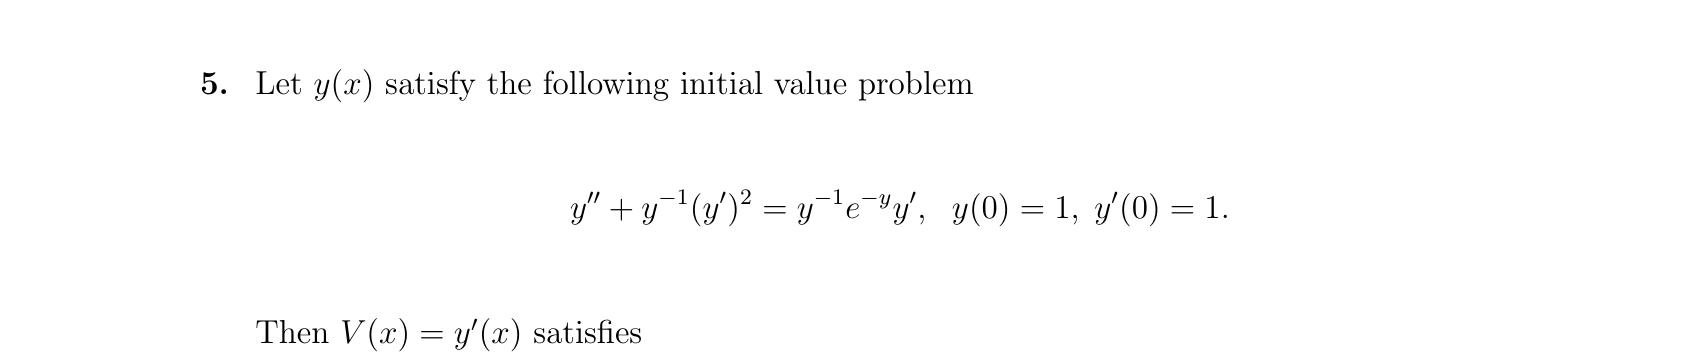 5. Let y(x) satisfy the following initial value problem
y'' + y^{-1}(y')^2 = y^{-1}e^{-y}y', y(0) = 1, y'(0) = 1.
Then V(x) = y'(x) satisfies